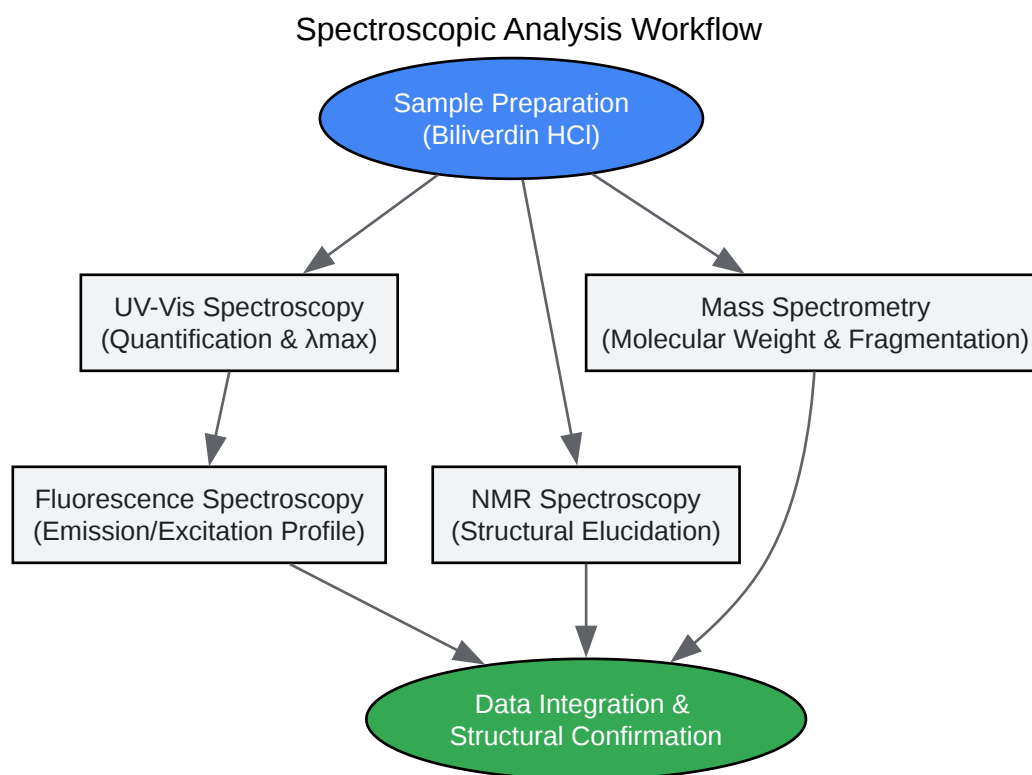 Spectroscopic Analysis Workflow
Sample Preparation
(Biliverdin HCl)
UV-Vis Spectroscopy
(Quantification & λmax)
Mass Spectrometry
(Molecular Weight & Fragmentation)
Fluorescence Spectroscopy
(Emission/Excitation Profile)
NMR Spectroscopy
(Structural Elucidation)
Data Integration &
Structural Confirmation